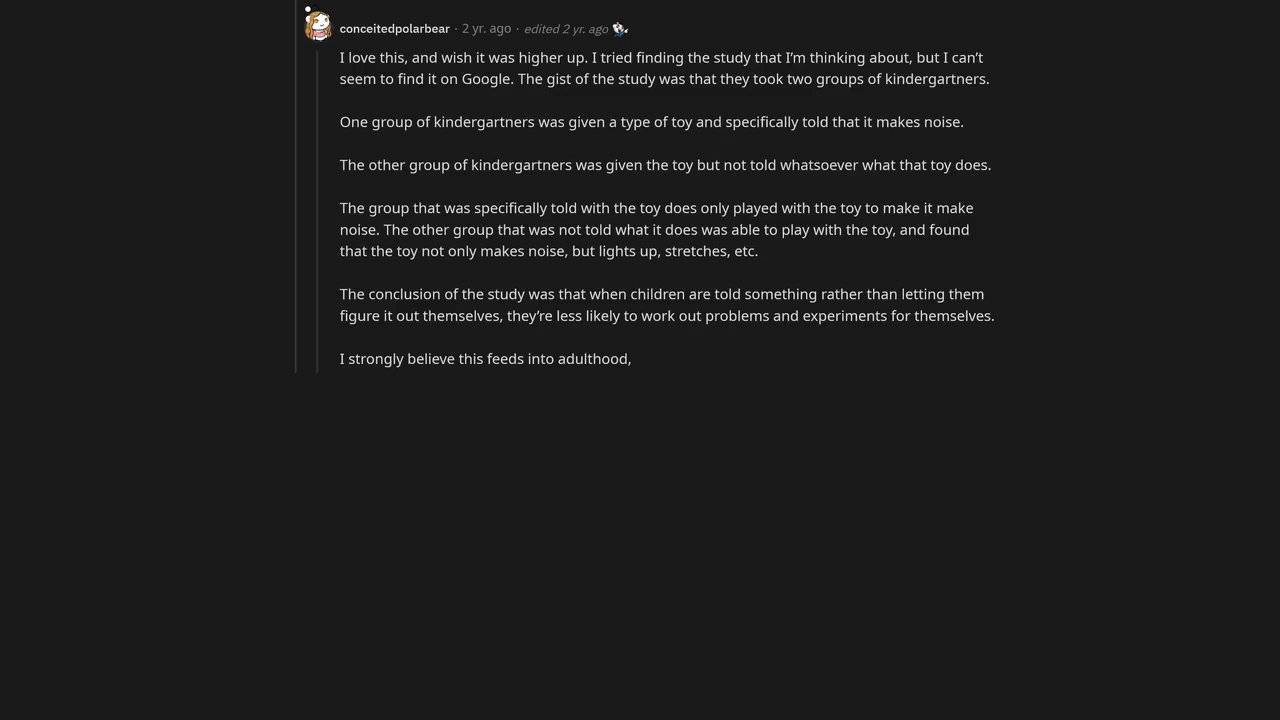 conceitedpolarbear · 2 yr. ago · edited 2 yr. ago
I love this, and wish it was higher up. I tried finding the study that I’m thinking about, but I can’t
seem to find it on Google. The gist of the study was that they took two groups of kindergartners.
One group of kindergartners was given a type of toy and specifically told that it makes noise.
The other group of kindergartners was given the toy but not told whatsoever what that toy does.
The group that was specifically told with the toy does only played with the toy to make it make
noise. The other group that was not told what it does was able to play with the toy, and found
that the toy not only makes noise, but lights up, stretches, etc.
The conclusion of the study was that when children are told something rather than letting them
figure it out themselves, they’re less likely to work out problems and experiments for themselves.
I strongly believe this feeds into adulthood,